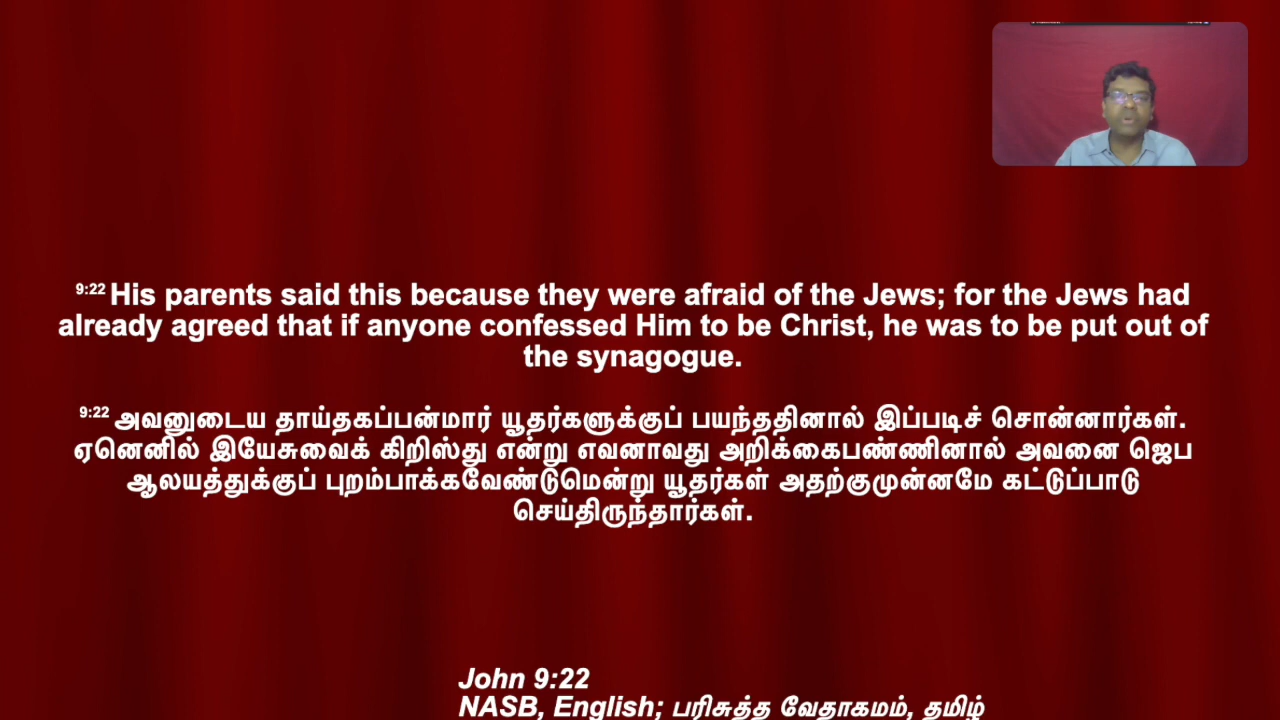 9:22 His parents said this because they were afraid of the Jews; for the Jews had
already agreed that if anyone confessed Him to be Christ, he was to be put out of
the synagogue.
9:22 அவனுடைய தாய்தகப்பன்மார் யூதர்களுக்குப் பயந்ததினால் இப்படிச் சொன்னார்கள்.
ஏனெனில் இயேசுவைக் கிறிஸ்து என்று எவனாவது அறிக்கைபண்ணினால் அவனை ஜெப
ஆலயத்துக்குப் புறம்பாக்கவேண்டுமென்று யூதர்கள் அதற்குமுன்னமே கட்டுப்பாடு
செய்திருந்தார்கள்.
John 9:22
NASB, English; பரிசுத்த வேதாகமம், தமிழ்